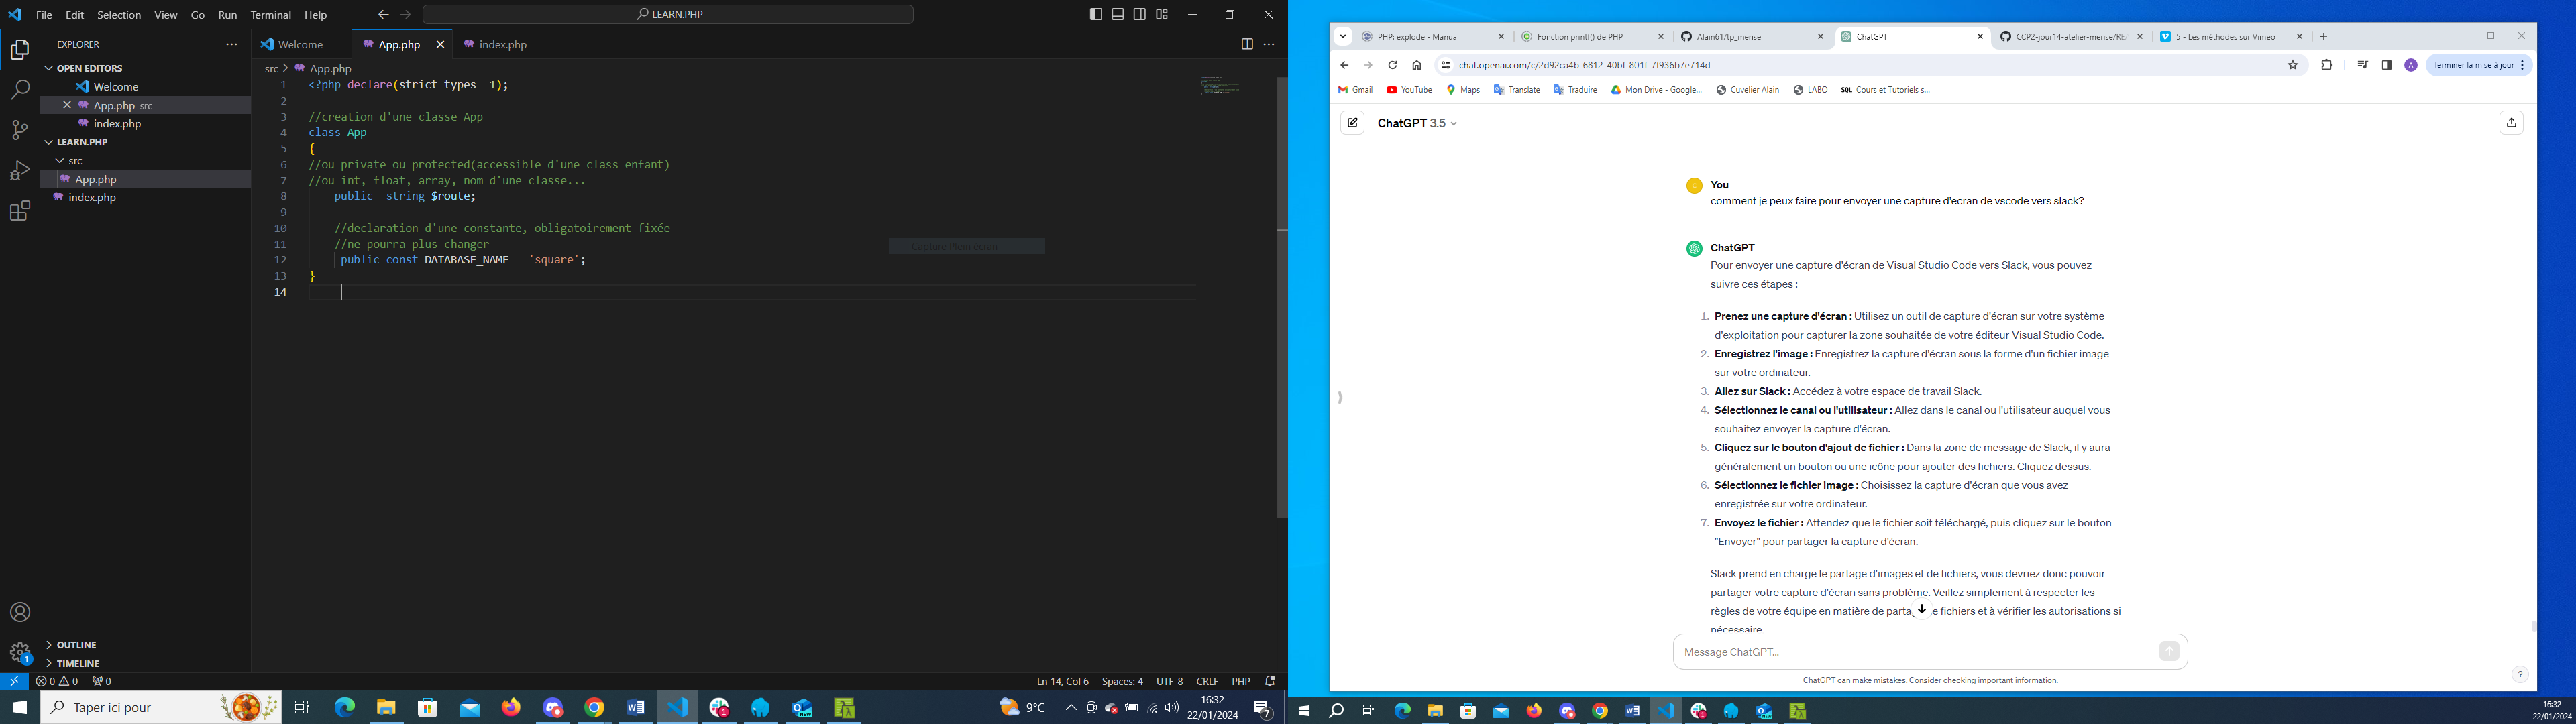 File Edit Selection View Go Run Terminal Help
LEARN.PHP
EXPLORER
OPEN EDITORS
Welcome
App.php src
index.php
LEARN.PHP
src
App.php
index.php
OUTLINE
TIMELINE
Welcome App.php index.php
src > App.php
1 <?php declare(strict_types =1);
2
3 //creation d'une classe App
4 class App
5 {
6 //ou private ou protected(accessible d'une class enfant)
7 //ou int, float, array, nom d'une classe...
8 public  string $route;
9
10 //declaration d'une constante, obligatoirement fixée
11 //ne pourra plus changer
12 public const DATABASE_NAME = 'square';
13 }
14
0 0 0
Ln 14, Col 6 Spaces: 4 UTF-8 CRLF PHP
Taper ici pour
9°C
16:32
22/01/2024
7
PHP: explode - Manual
Fonction printf() de PHP
Alain61/tp_merise
ChatGPT
CCP2-jour14-atelier-merise/RE
5 - Les méthodes sur Vimeo
chat.openai.com/c/2d92ca4b-6812-40bf-801f-7f936b7e714d
A
Terminer la mise à jour
Gmail YouTube Maps Translate Traduire Mon Drive - Google... Cuvelier Alain LABO SQL Cours et Tutoriels s...
ChatGPT 3.5
You
comment je peux faire pour envoyer une capture d'ecran de vscode vers slack?
ChatGPT
Pour envoyer une capture d'écran de Visual Studio Code vers Slack, vous pouvez
suivre ces étapes :
1. Prenez une capture d'écran : Utilisez un outil de capture d'écran sur votre système
d'exploitation pour capturer la zone souhaitée de votre éditeur Visual Studio Code.
2. Enregistrez l'image : Enregistrez la capture d'écran sous la forme d'un fichier image
sur votre ordinateur.
3. Allez sur Slack : Accédez à votre espace de travail Slack.
4. Sélectionnez le canal ou l'utilisateur : Allez dans le canal ou l'utilisateur auquel vous
souhaitez envoyer la capture d'écran.
5. Cliquez sur le bouton d'ajout de fichier : Dans la zone de message de Slack, il y aura
généralement un bouton ou une icône pour ajouter des fichiers. Cliquez dessus.
6. Sélectionnez le fichier image : Choisissez la capture d'écran que vous avez
enregistrée sur votre ordinateur.
7. Envoyez le fichier : Attendez que le fichier soit téléchargé, puis cliquez sur le bouton
"Envoyer" pour partager la capture d'écran.
Slack prend en charge le partage d'images et de fichiers, vous devriez donc pouvoir
partager votre capture d'écran sans problème. Veillez simplement à respecter les
règles de votre équipe en matière de parta e fichiers et à vérifier les autorisations si
nécessaire
Message ChatGPT...
ChatGPT can make mistakes. Consider checking important information.
?
16:32
22/01/2024